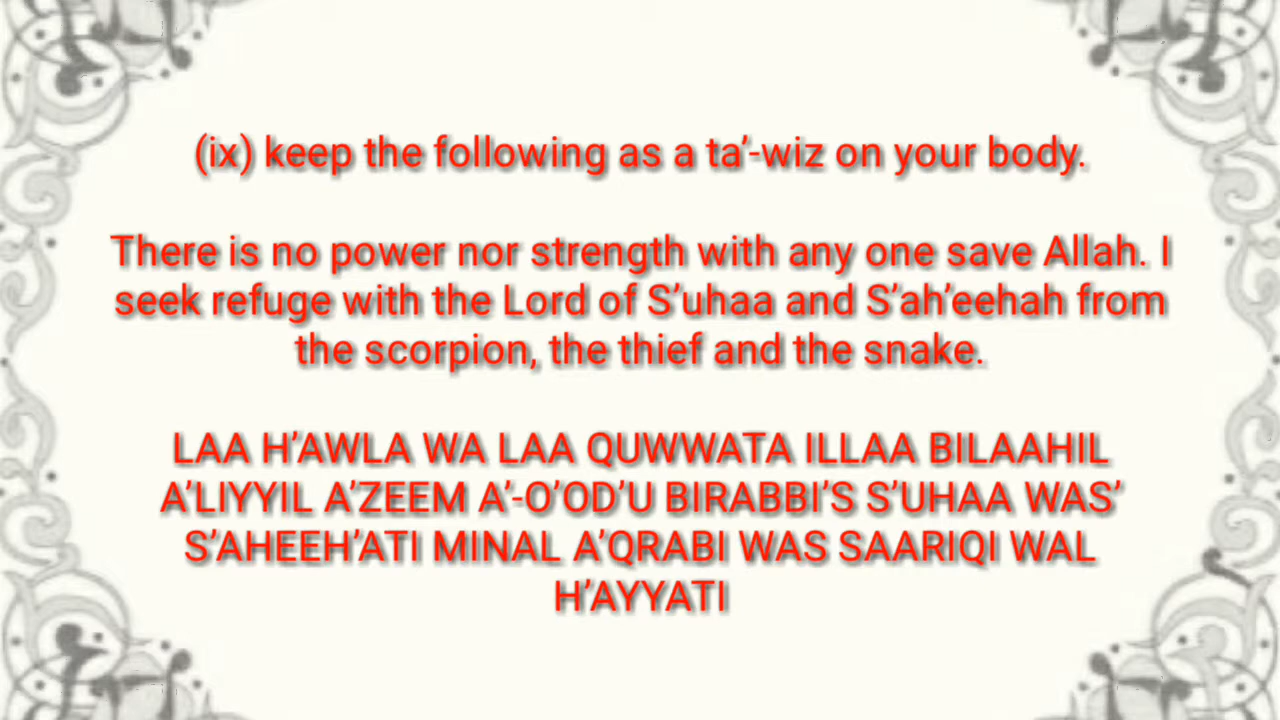 (ix) keep the following as a ta’-wiz on your body.
There is no power nor strength with any one save Allah. I
seek refuge with the Lord of S’uhaa and S’ah’eehah from
the scorpion, the thief and the snake.
LAA H’AWLA WA LAA QUWWATA ILLAA BILAAHIL
A’LIYYIL A’ZEEM A’-O’OD’U BIRABBI’S S’UHAA WAS’
S’AHEEH’ATI MINAL A’QRABI WAS SAARIQI WAL
H’AYYATI